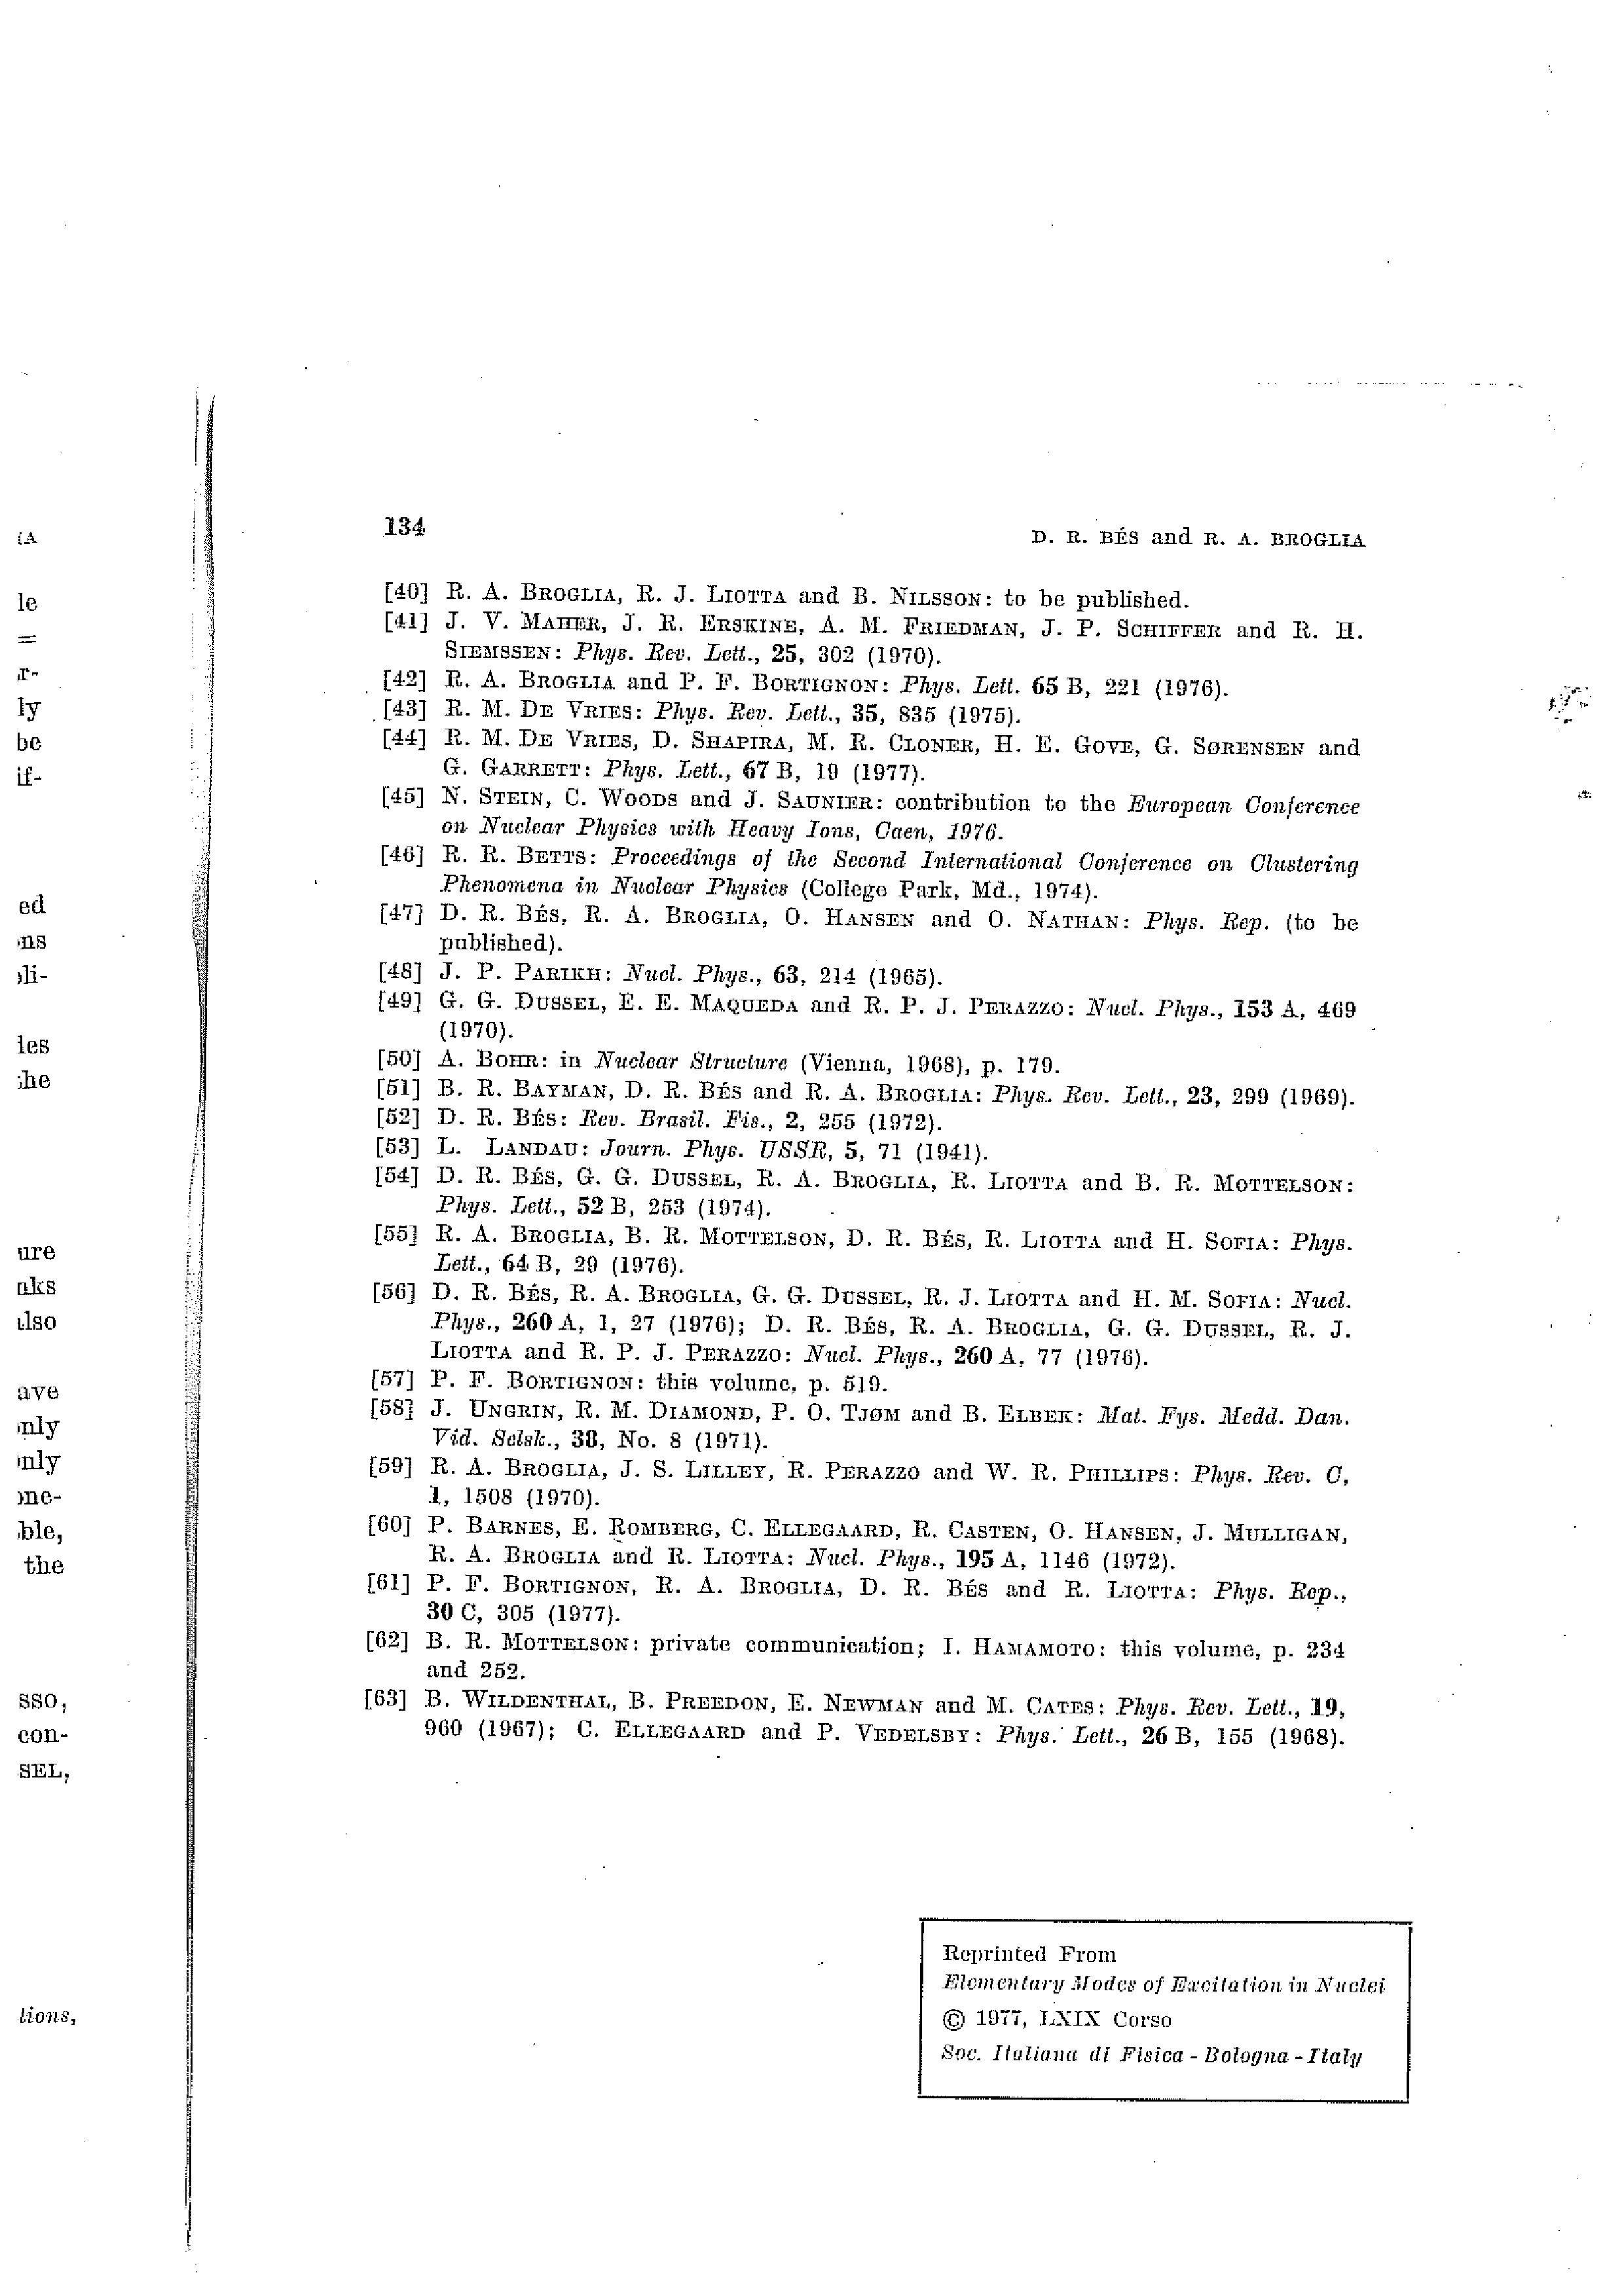 134
D. R. BÉS and R. A. BROGLIA
[40] R. A. BROGLIA, R. J. LIOTTA and B. NILSSON: to be published.
[41] J. V. MAHER, J. R. ERSKINE, A. M. FRIEDMAN, J. P. SCHIFFER and R. H.
SIEMSSEN: Phys. Rev. Lett., 25, 302 (1970).
[42] R. A. BROGLIA and P. F. BORTIGNON: Phys. Lett. 65 B, 221 (1976).
[43] R. M. DE VRIES: Phys. Rev. Lett., 35, 835 (1975).
[44] R. M. DE VRIES, D. SHAPIRA, M. R. CLONER, H. E. GOVE, G. SØRENSEN and
G. GARRETT: Phys. Lett., 67 B, 19 (1977).
[45] N. STEIN, C. WOODS and J. SAUNIER: contribution to the European Conference
on Nuclear Physics with Heavy Ions, Caen, 1976.
[46] R. R. BETTS: Proceedings of the Second International Conference on Clustering
Phenomena in Nuclear Physics (College Park, Md., 1974).
[47] D. R. BÉS, R. A. BROGLIA, O. HANSEN and O. NATHAN: Phys. Rep. (to be
published).
[48] J. P. PARIKH: Nucl. Phys., 63, 214 (1965).
[49] G. G. DUSSEL, E. E. MAQUEDA and R. P. J. PERAZZO: Nucl. Phys., 153 A, 469
(1970).
[50] A. BOHR: in Nuclear Structure (Vienna, 1968), p. 179.
[51] B. R. BAYMAN, D. R. BÉS and R. A. BROGLIA: Phys. Rev. Lett., 23, 299 (1969).
[52] D. R. BÉS: Rev. Brasil. Fis., 2, 255 (1972).
[53] L. LANDAU: Journ. Phys. USSR, 5, 71 (1941).
[54] D. R. BÉS, G. G. DUSSEL, R. A. BROGLIA, R. LIOTTA and B. R. MOTTELSON:
Phys. Lett., 52 B, 253 (1974).
[55] R. A. BROGLIA, B. R. MOTTELSON, D. R. BÉS, R. LIOTTA and H. SOFIA: Phys.
Lett., 64 B, 29 (1976).
[56] D. R. BÉS, R. A. BROGLIA, G. G. DUSSEL, R. J. LIOTTA and H. M. SOFIA: Nucl.
Phys., 260 A, 1, 27 (1976); D. R. BÉS, R. A. BROGLIA, G. G. DUSSEL, R. J.
LIOTTA and R. P. J. PERAZZO: Nucl. Phys., 260 A, 77 (1976).
[57] P. F. BORTIGNON: this volume, p. 519.
[58] J. UNGRIN, R. M. DIAMOND, P. O. TJØM and B. ELBEK: Mat. Fys. Medd. Dan.
Vid. Selsk., 38, No. 8 (1971).
[59] R. A. BROGLIA, J. S. LILLEY, R. PERAZZO and W. R. PHILLIPS: Phys. Rev. C,
1, 1508 (1970).
[60] P. BARNES, E. ROMBERG, C. ELLEGAARD, R. CASTEN, O. HANSEN, J. MULLIGAN,
R. A. BROGLIA and R. LIOTTA: Nucl. Phys., 195 A, 1146 (1972).
[61] P. F. BORTIGNON, R. A. BROGLIA, D. R. BÉS and R. LIOTTA: Phys. Rep.,
30 C, 305 (1977).
[62] B. R. MOTTELSON: private communication; I. HAMAMOTO: this volume, p. 234
and 252.
[63] B. WILDENTHAL, B. PREEDOM, E. NEWMAN and M. CATES: Phys. Rev. Lett., 19,
960 (1967); C. ELLEGAARD and P. VEDELSBY: Phys. Lett., 26 B, 155 (1968).
Reprinted From
Elementary Modes of Excitation in Nuclei
© 1977, LXIX Corso
Soc. Italiana di Fisica - Bologna - Italy
le
ly
be
if-
ed
les
ure
ave
ble,
the
SSO,
con-
SEL,
tions,